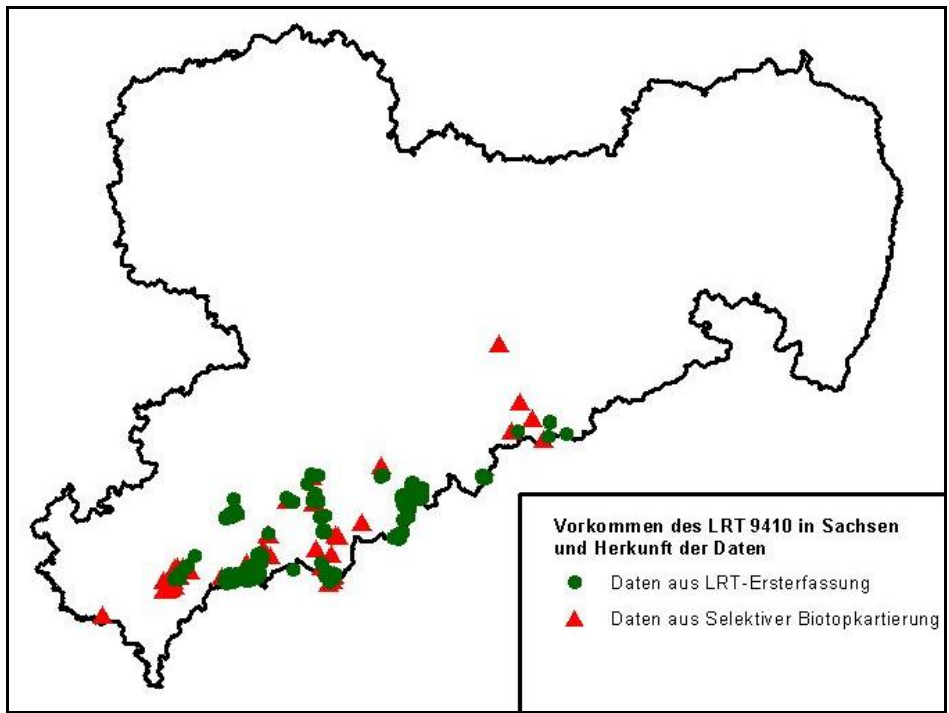 Vorkommen des LRT 9410 in Sachsen
und Herkunft der Daten
Daten aus LRT-Ersterfassung
Daten aus Selektiver Biotopkartierung